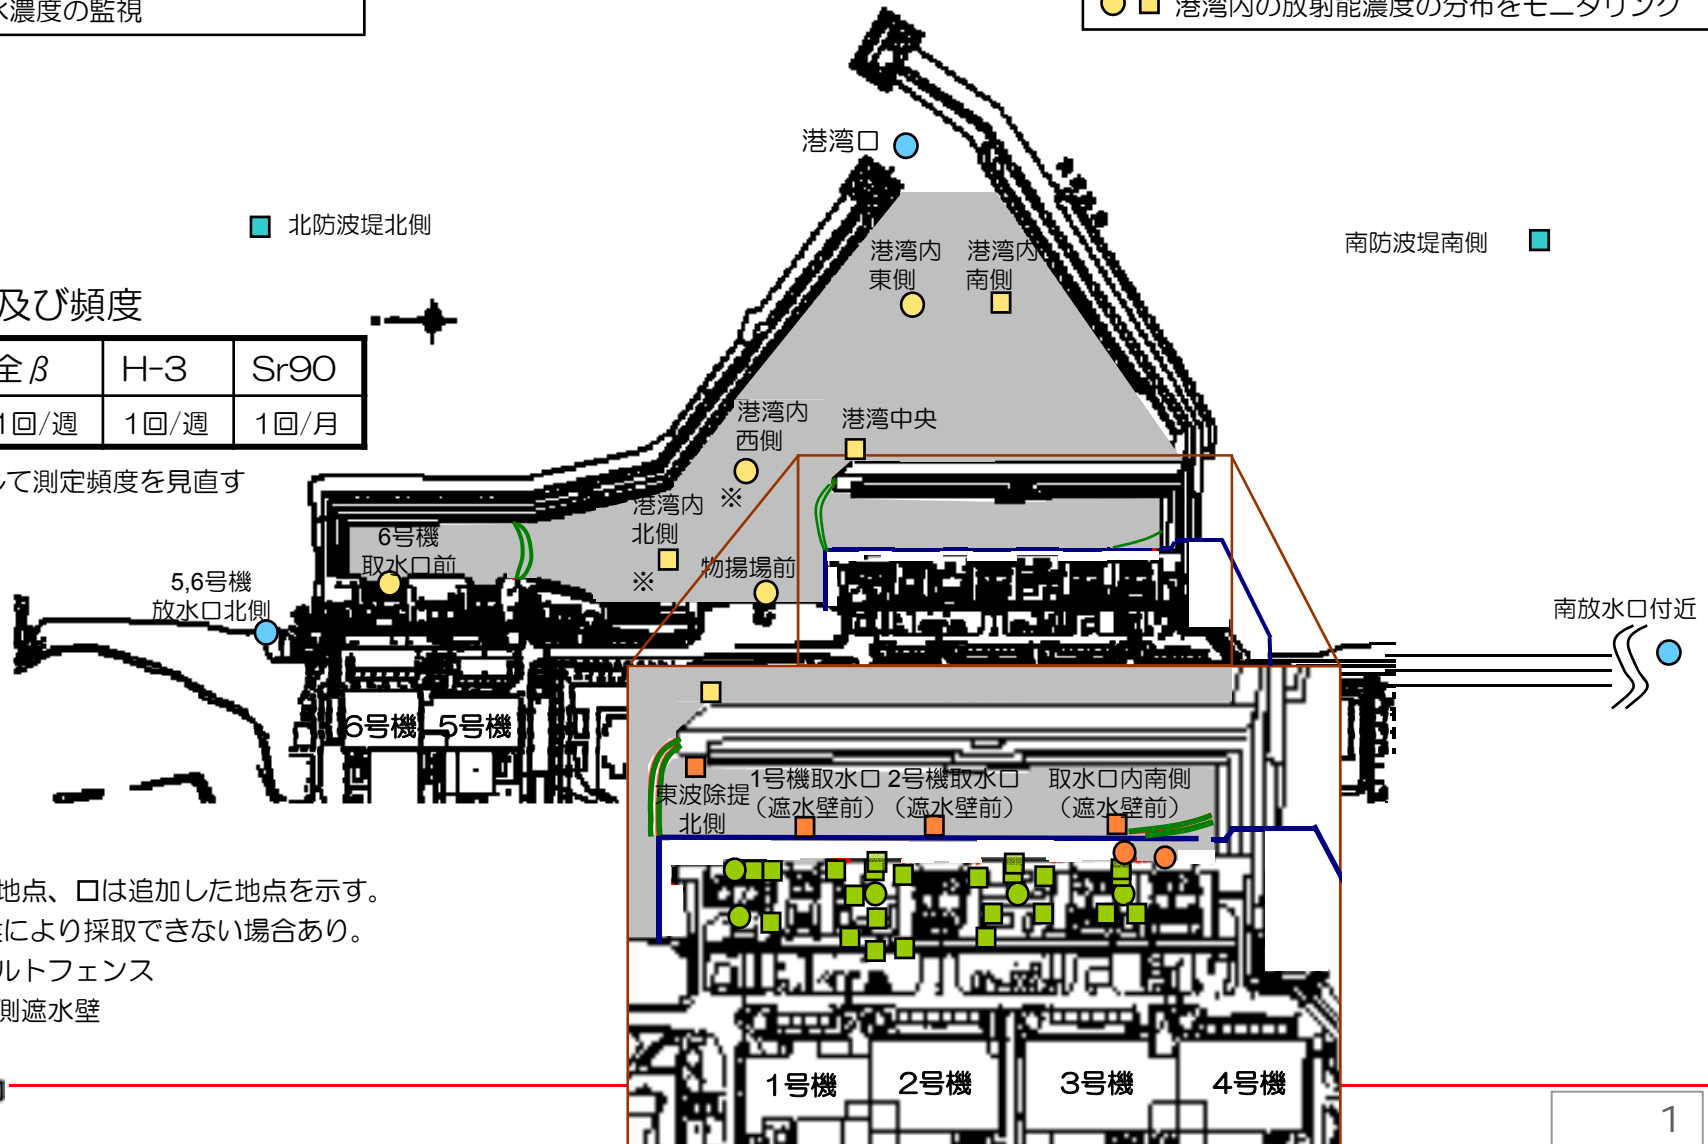 水濃度の監視
港湾内の放射能濃度の分布をモニタリング
港湾口
北防波堤北側
南防波堤南側
港湾内
東側
港湾内
南側
及び頻度
全β H-3 Sr90
1回/週 1回/週 1回/月
して測定頻度を見直す
港湾内
西側
※
港湾中央
港湾内
北側
※
物揚場前
6号機
取水口前
5,6号機
放水口北側
南放水口付近
6号機
5号機
東波除堤
北側
1号機取水口
（遮水壁前）
2号機取水口
（遮水壁前）
取水口内南側
（遮水壁前）
地点、□は追加した地点を示す。
により採取できない場合あり。
ルトフェンス
側遮水壁
1号機
2号機
3号機
4号機
1